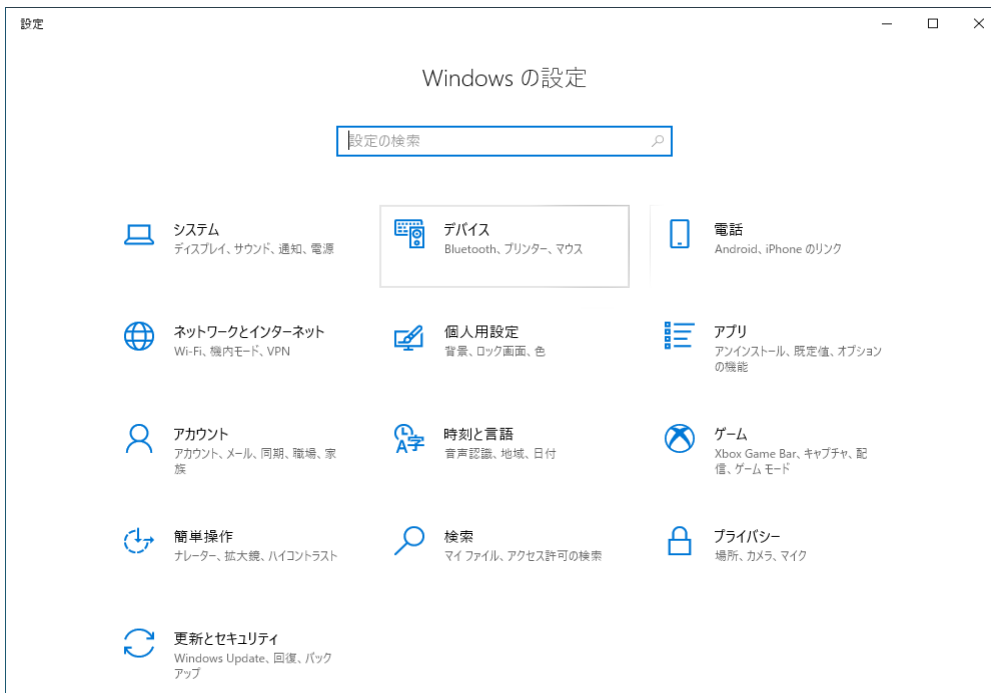 設定
Windows の設定
設定の検索
システム
ディスプレイ、サウンド、通知、電源
デバイス
Bluetooth、プリンター、マウス
電話
Android、iPhone のリンク
ネットワークとインターネット
Wi-Fi、機内モード、VPN
個人用設定
背景、ロック画面、色
アプリ
アンインストール、既定値、オプション
の機能
アカウント
アカウント、メール、同期、職場、家
族
時刻と言語
音声認識、地域、日付
ゲーム
Xbox Game Bar、キャプチャ、配
信、ゲーム モード
簡単操作
ナレーター、拡大鏡、ハイコントラスト
検索
マイ ファイル、アクセス許可の検索
プライバシー
場所、カメラ、マイク
更新とセキュリティ
Windows Update、回復、バック
アップ